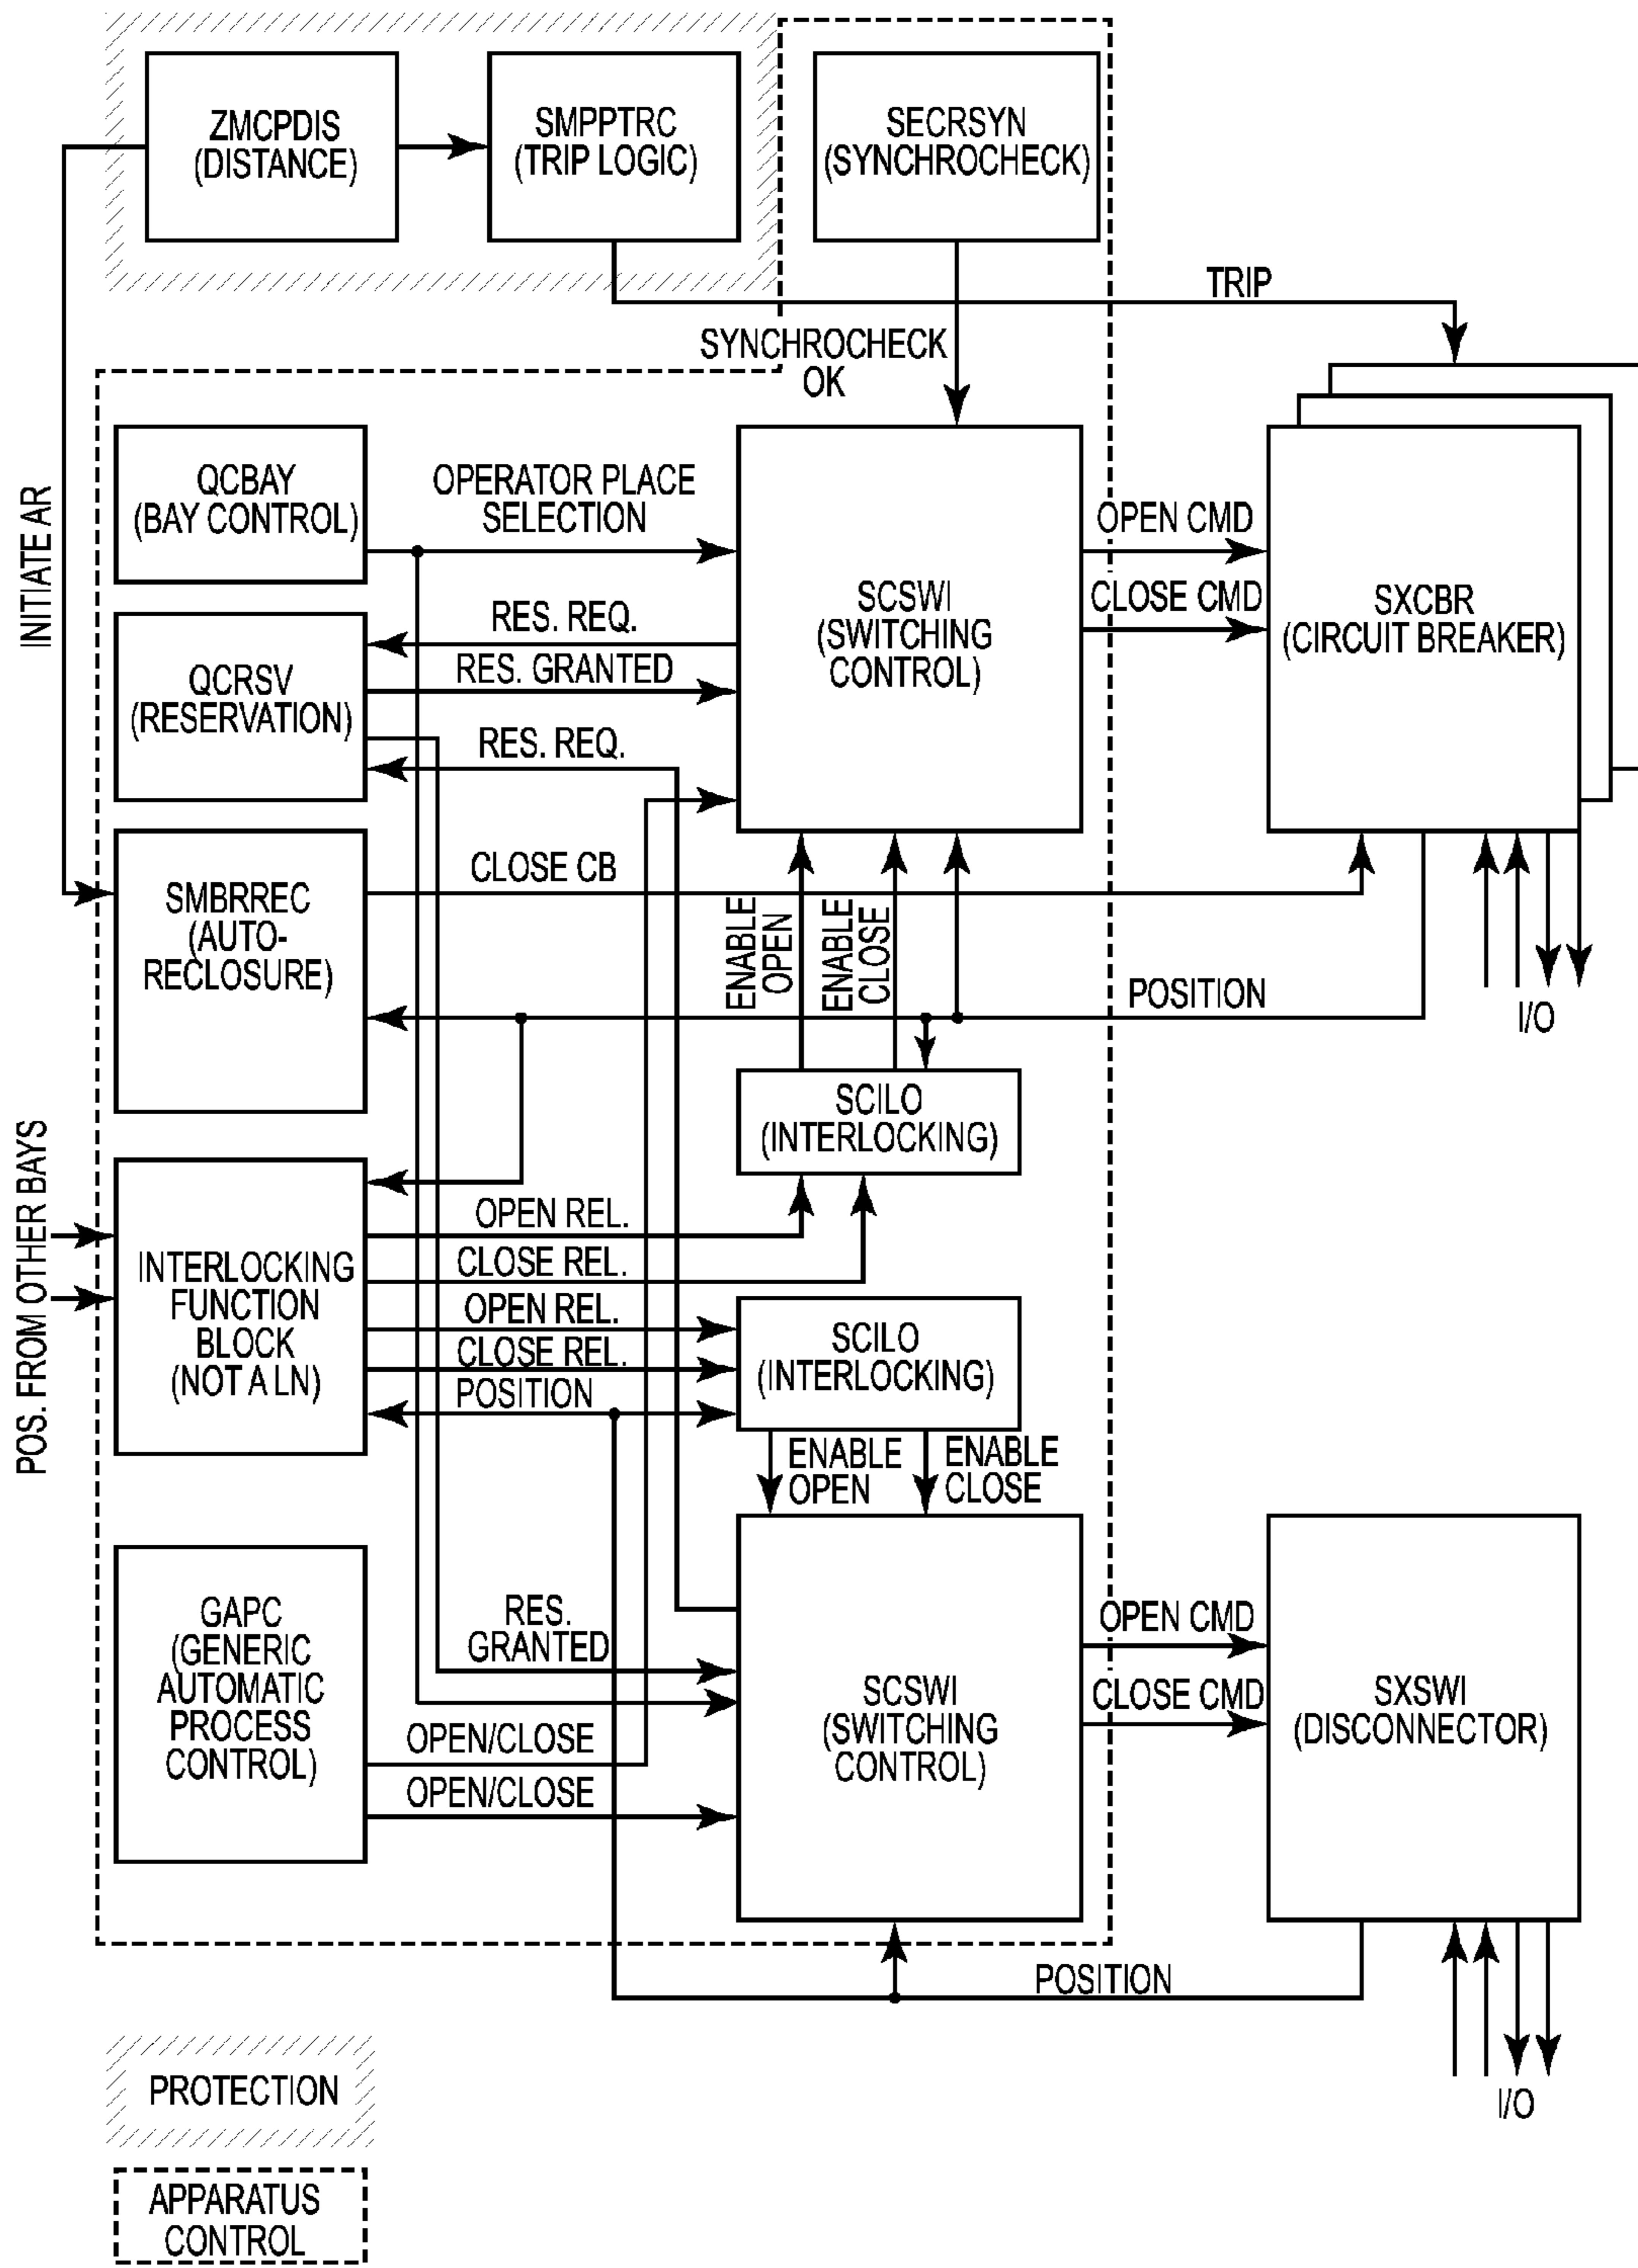 ZMCPDIS
(DISTANCE)
SMPPTRC
(TRIP LOGIC)
SECRSYN
(SYNCHROCHECK)
TRIP
SYNCHROCHECK
OK
INITIATE AR
QCBAY
(BAY CONTROL)
OPERATOR PLACE
SELECTION
RES. REQ.
RES. GRANTED
RES. REQ.
QCRSV
(RESERVATION)
SCSWI
(SWITCHING
CONTROL)
OPEN CMD
CLOSE CMD
SXCBR
(CIRCUIT BREAKER)
SMBRREC
(AUTO-
RECLOSURE)
CLOSE CB
ENABLE
OPEN
ENABLE
CLOSE
POSITION
I/O
SCILO
(INTERLOCKING)
POS. FROM OTHER BAYS
INTERLOCKING
FUNCTION
BLOCK
(NOT A LN)
OPEN REL.
CLOSE REL.
OPEN REL.
CLOSE REL.
POSITION
SCILO
(INTERLOCKING)
ENABLE
OPEN
ENABLE
CLOSE
GAPC
(GENERIC
AUTOMATIC
PROCESS
CONTROL)
RES.
GRANTED
OPEN/CLOSE
OPEN/CLOSE
SCSWI
(SWITCHING
CONTROL)
OPEN CMD
CLOSE CMD
SXSWI
(DISCONNECTOR)
POSITION
I/O
PROTECTION
APPARATUS
CONTROL